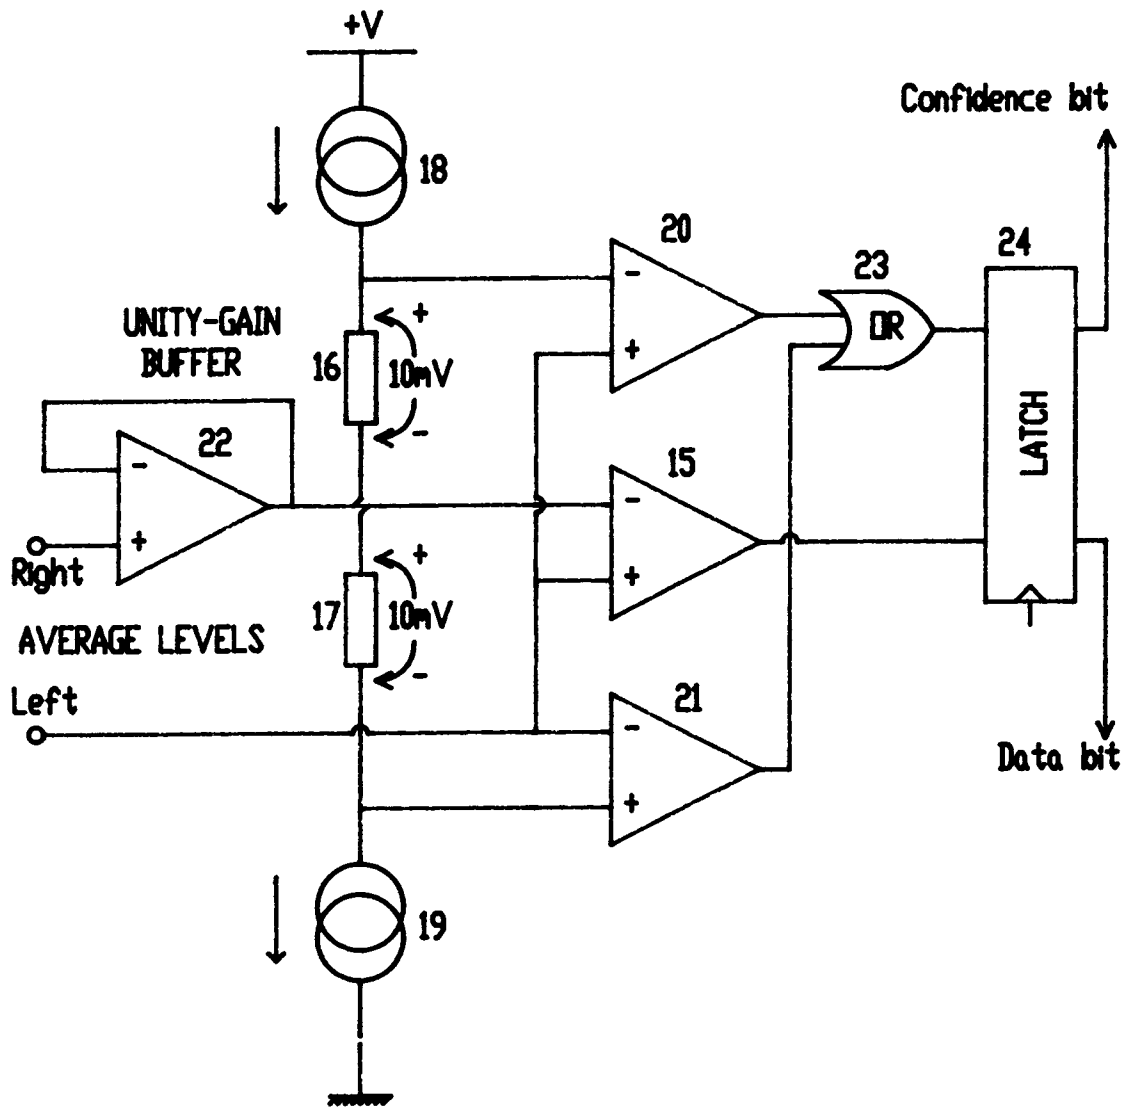 +V
Confidence bit
18
20
24
23
-
+
UNITY-GAIN
BUFFER
+
16
10mV
OR
+
-
LATCH
22
15
-
-
+
+
Right
+
17
10mV
AVERAGE LEVELS
-
Left
21
-
Data bit
+
19